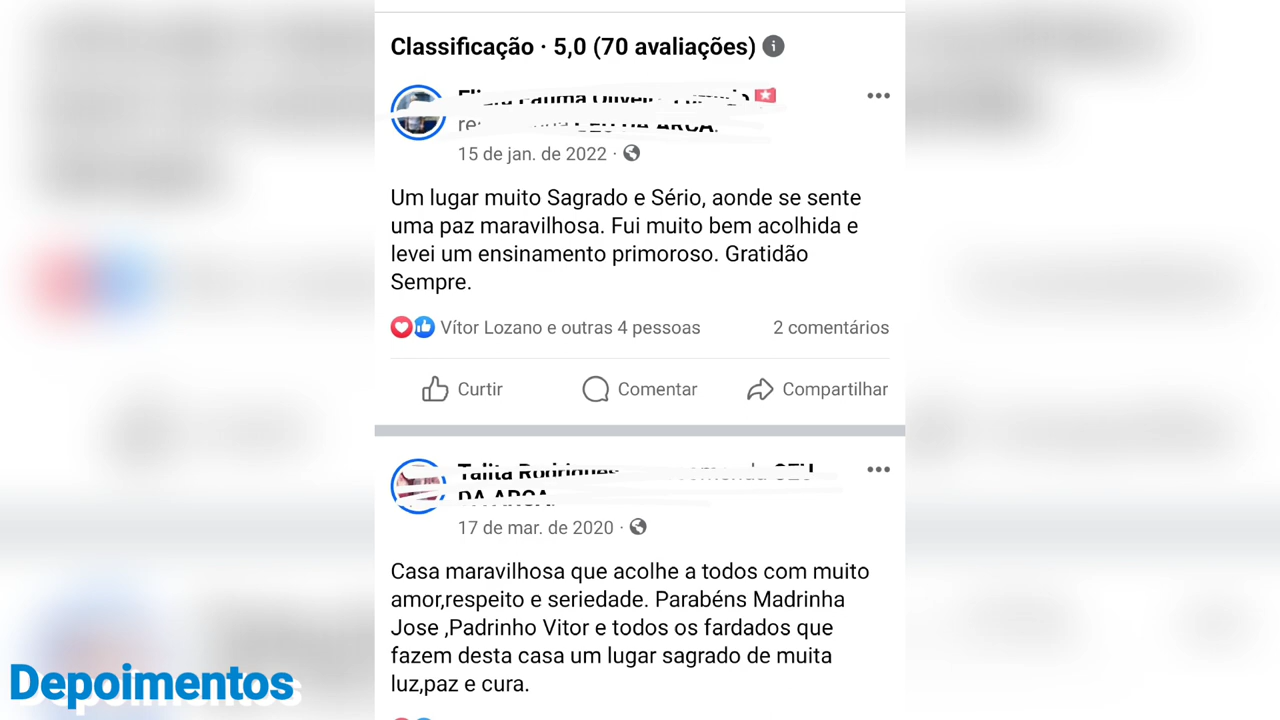 Classificação · 5,0 (70 avaliações)
15 de jan. de 2022 ·
Um lugar muito Sagrado e Sério, aonde se sente
uma paz maravilhosa. Fui muito bem acolhida e
levei um ensinamento primoroso. Gratidão
Sempre.
Vítor Lozano e outras 4 pessoas
2 comentários
Curtir
Comentar
Compartilhar
17 de mar. de 2020 ·
Casa maravilhosa que acolhe a todos com muito
amor,respeito e seriedade. Parabéns Madrinha
Jose ,Padrinho Vitor e todos os fardados que
fazem desta casa um lugar sagrado de muita
luz,paz e cura.
Depoimentos